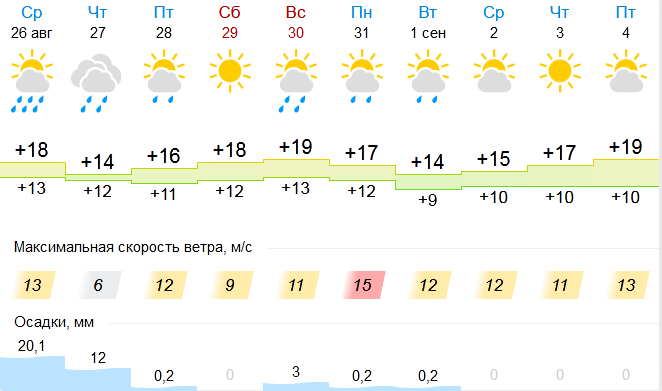 Ср Чт Пт Сб Вс Пн Вт Ср Чт Пт
26 авг 27 28 29 30 31 1 сен 2 3 4
+18 +14 +16 +18 +19 +17 +14 +15 +17 +19
+13 +12 +11 +12 +13 +12 +9 +10 +10 +10
Максимальная скорость ветра, м/с
13 6 12 9 11 15 12 12 11 13
Осадки, мм
20,1 12 0,2 0 3 0,2 0,2 0 0 0